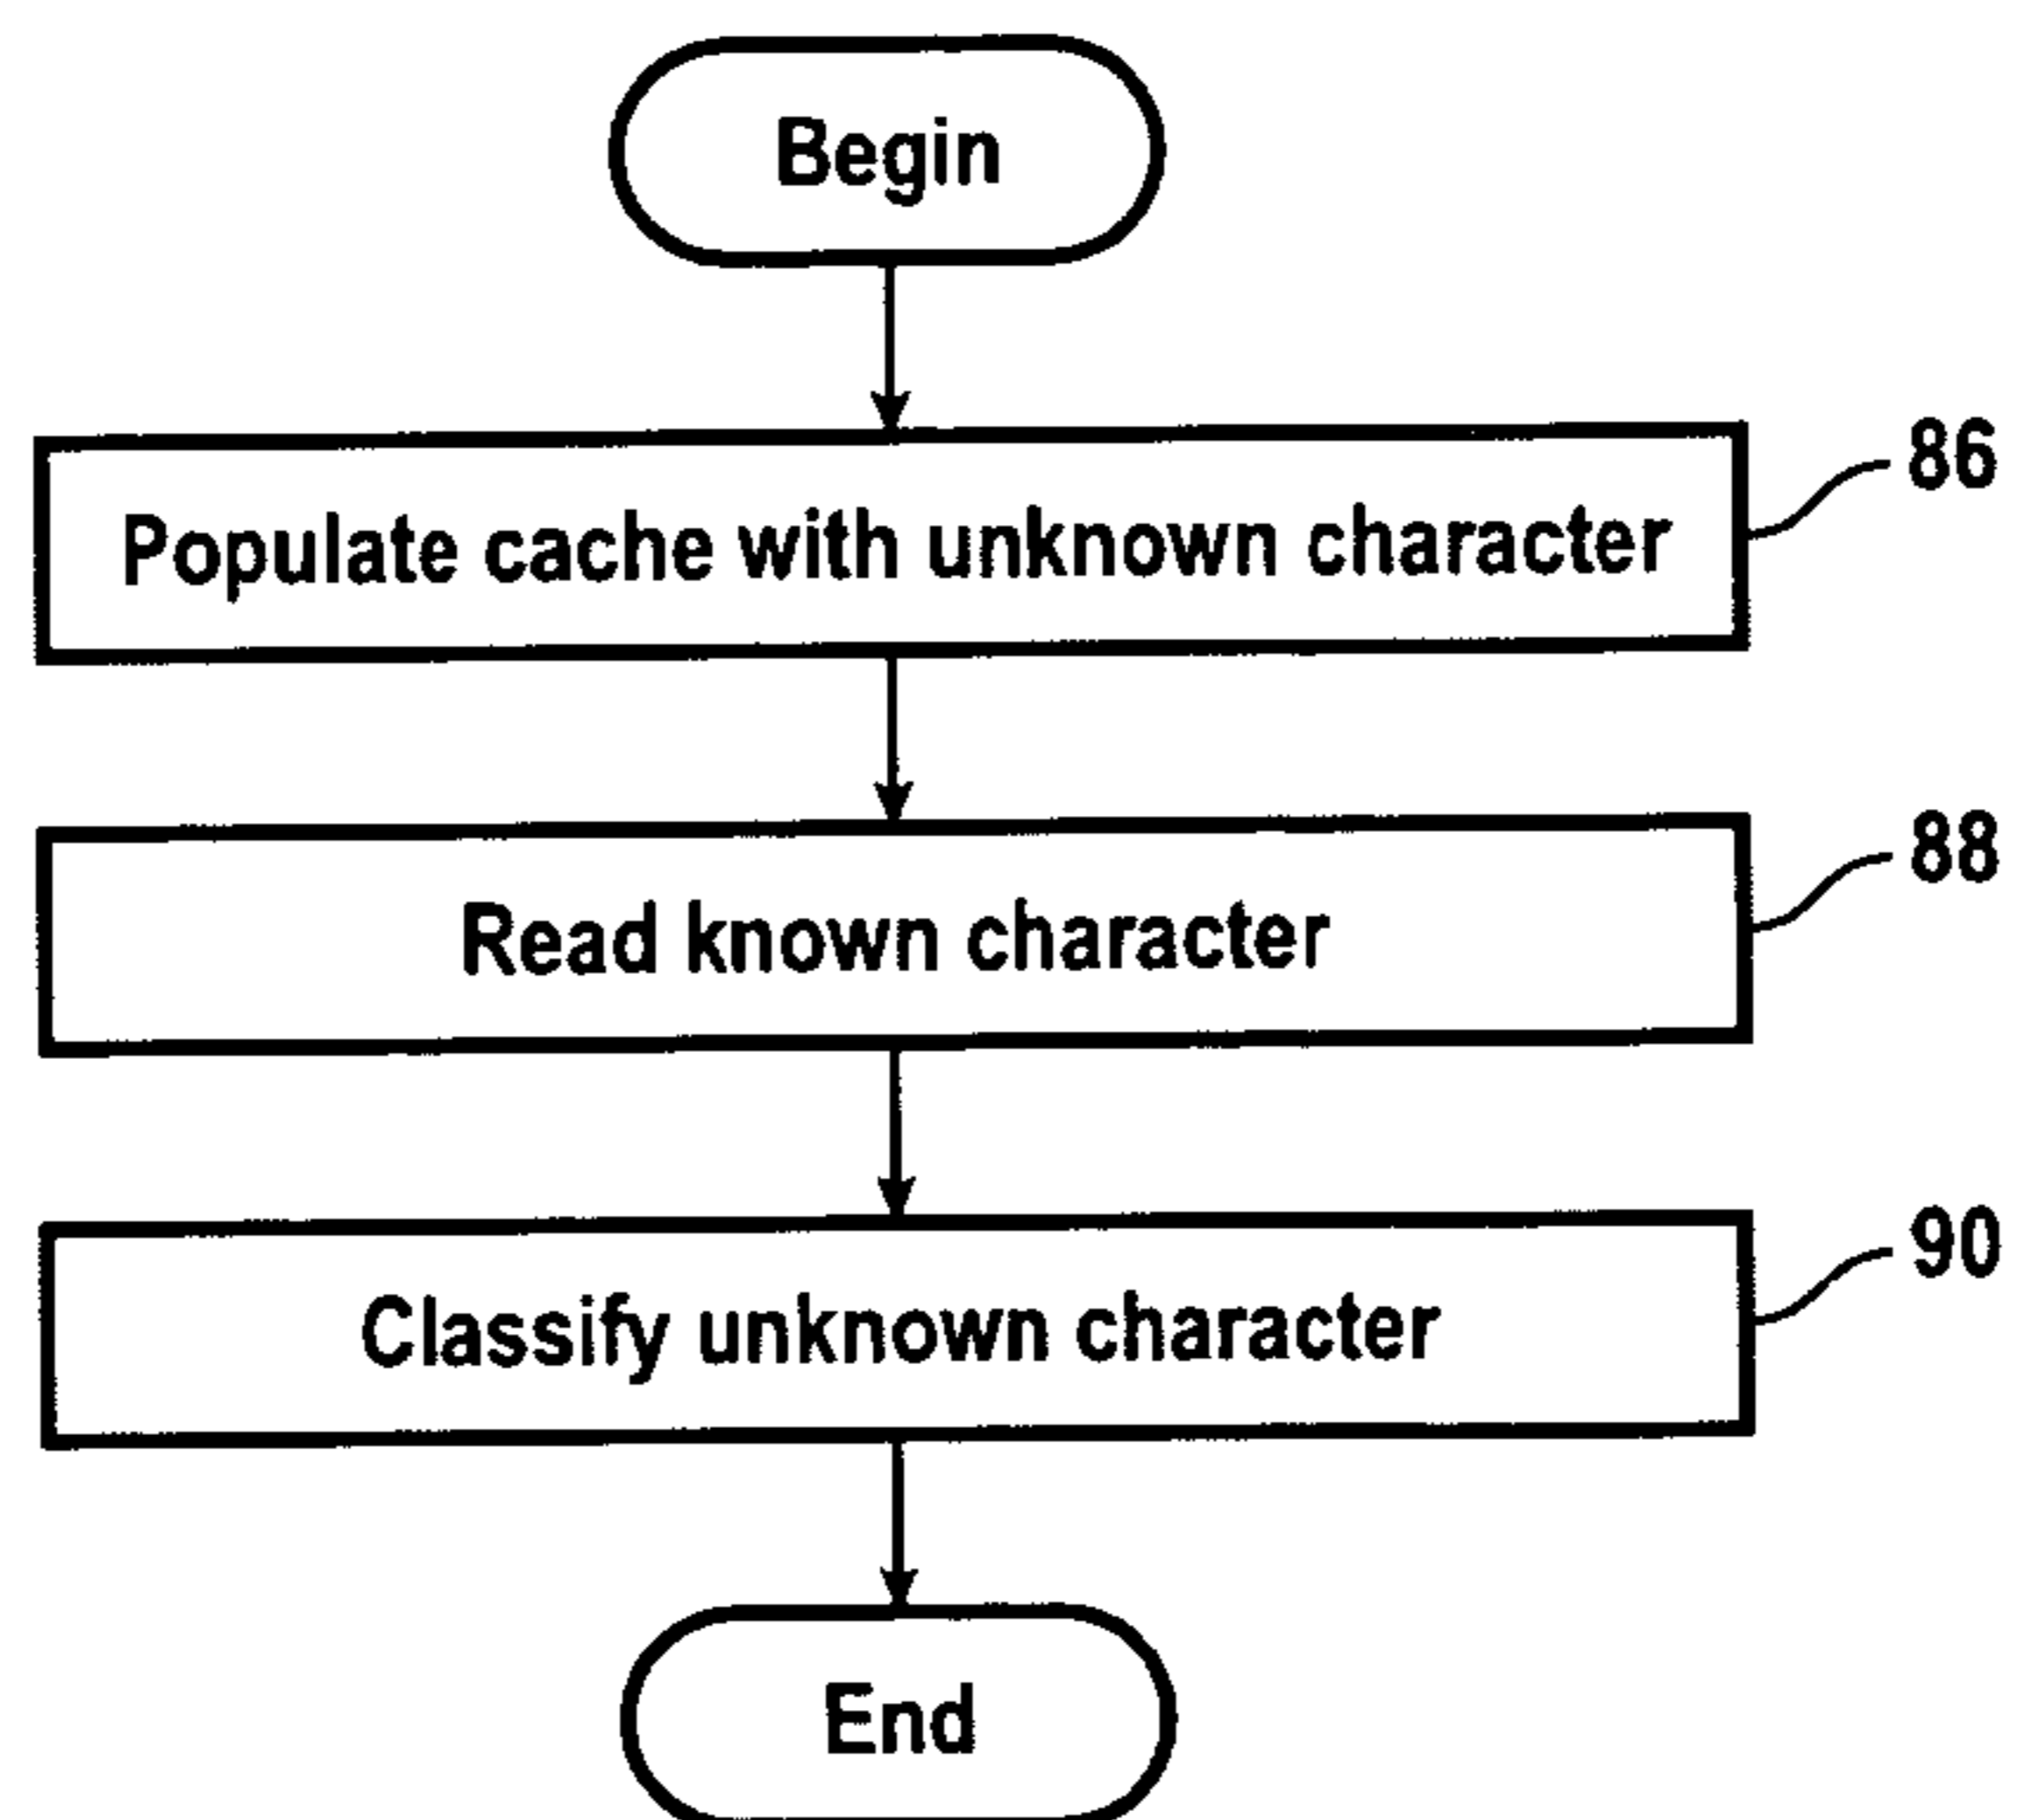 Begin
Populate cache with unknown character
86
Read known character
88
Classify unknown character
90
End